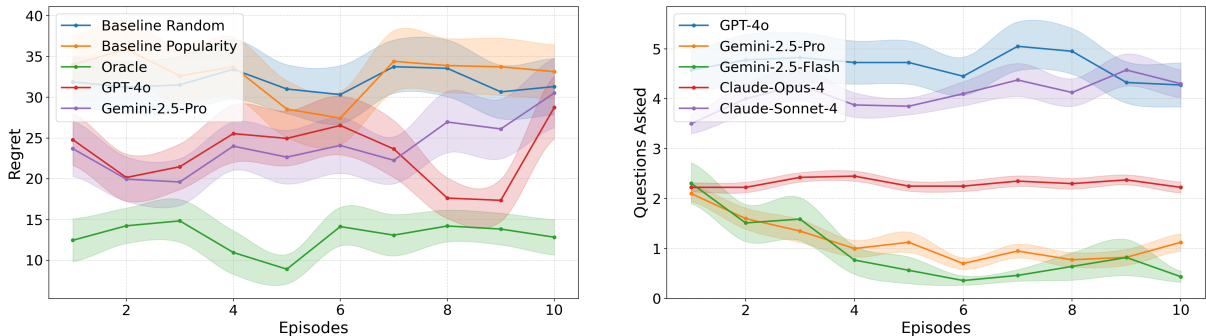 40
35
30
25
20
15
10
Regret
Baseline Random
Baseline Popularity
Oracle
GPT-4o
Gemini-2.5-Pro
2
4
6
8
10
Episodes
5
4
3
2
1
0
Questions Asked
GPT-4o
Gemini-2.5-Pro
Gemini-2.5-Flash
Claude-Opus-4
Claude-Sonnet-4
2
4
6
8
10
Episodes